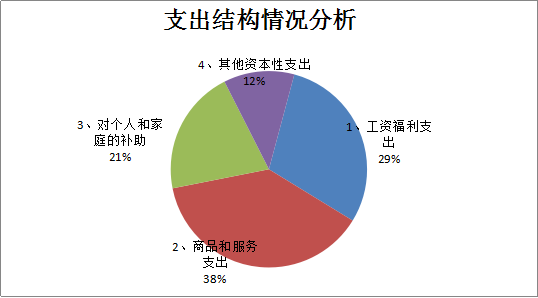 支出结构情况分析
4、其他资本性支出
12%
1、工资福利支
出
29%
3、对个人和家
庭的补助
21%
2、商品和服务
支出
38%